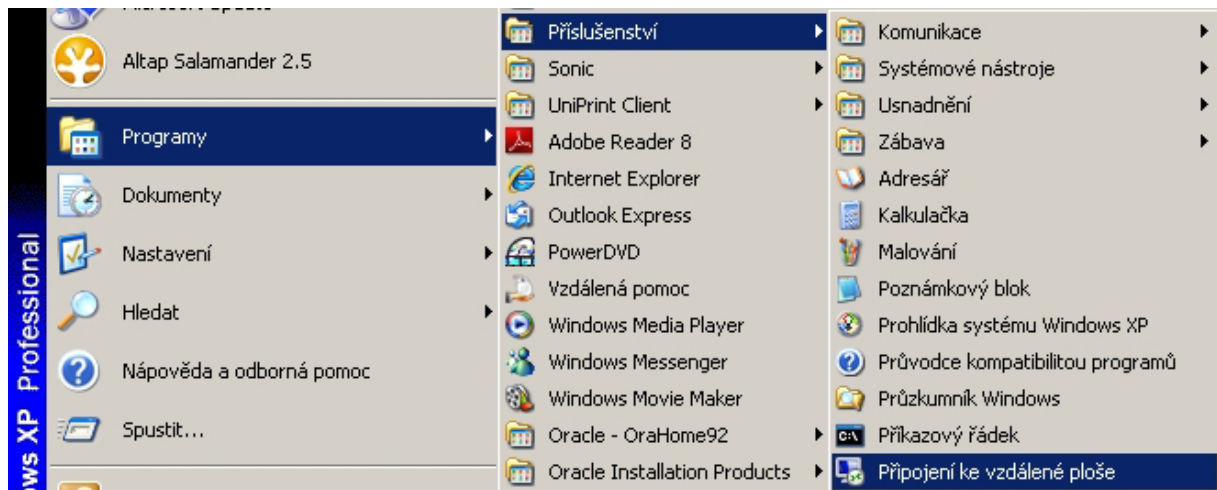 Microsoft Update
Altap Salamander 2.5
Programy
Dokumenty
Nastavení
Hledat
Nápověda a odborná pomoc
Spustit...
ws XP Professional
Příslušenství
Sonic
UniPrint Client
Adobe Reader 8
Internet Explorer
Outlook Express
PowerDVD
Vzdálená pomoc
Windows Media Player
Windows Messenger
Windows Movie Maker
Oracle - OraHome92
Oracle Installation Products
Komunikace
Systémové nástroje
Usnadnění
Zábava
Adresář
Kalkulačka
Malování
Poznámkový blok
Prohlídka systému Windows XP
Průvodce kompatibilitou programů
Průzkumník Windows
Příkazový řádek
Připojení ke vzdálené ploše